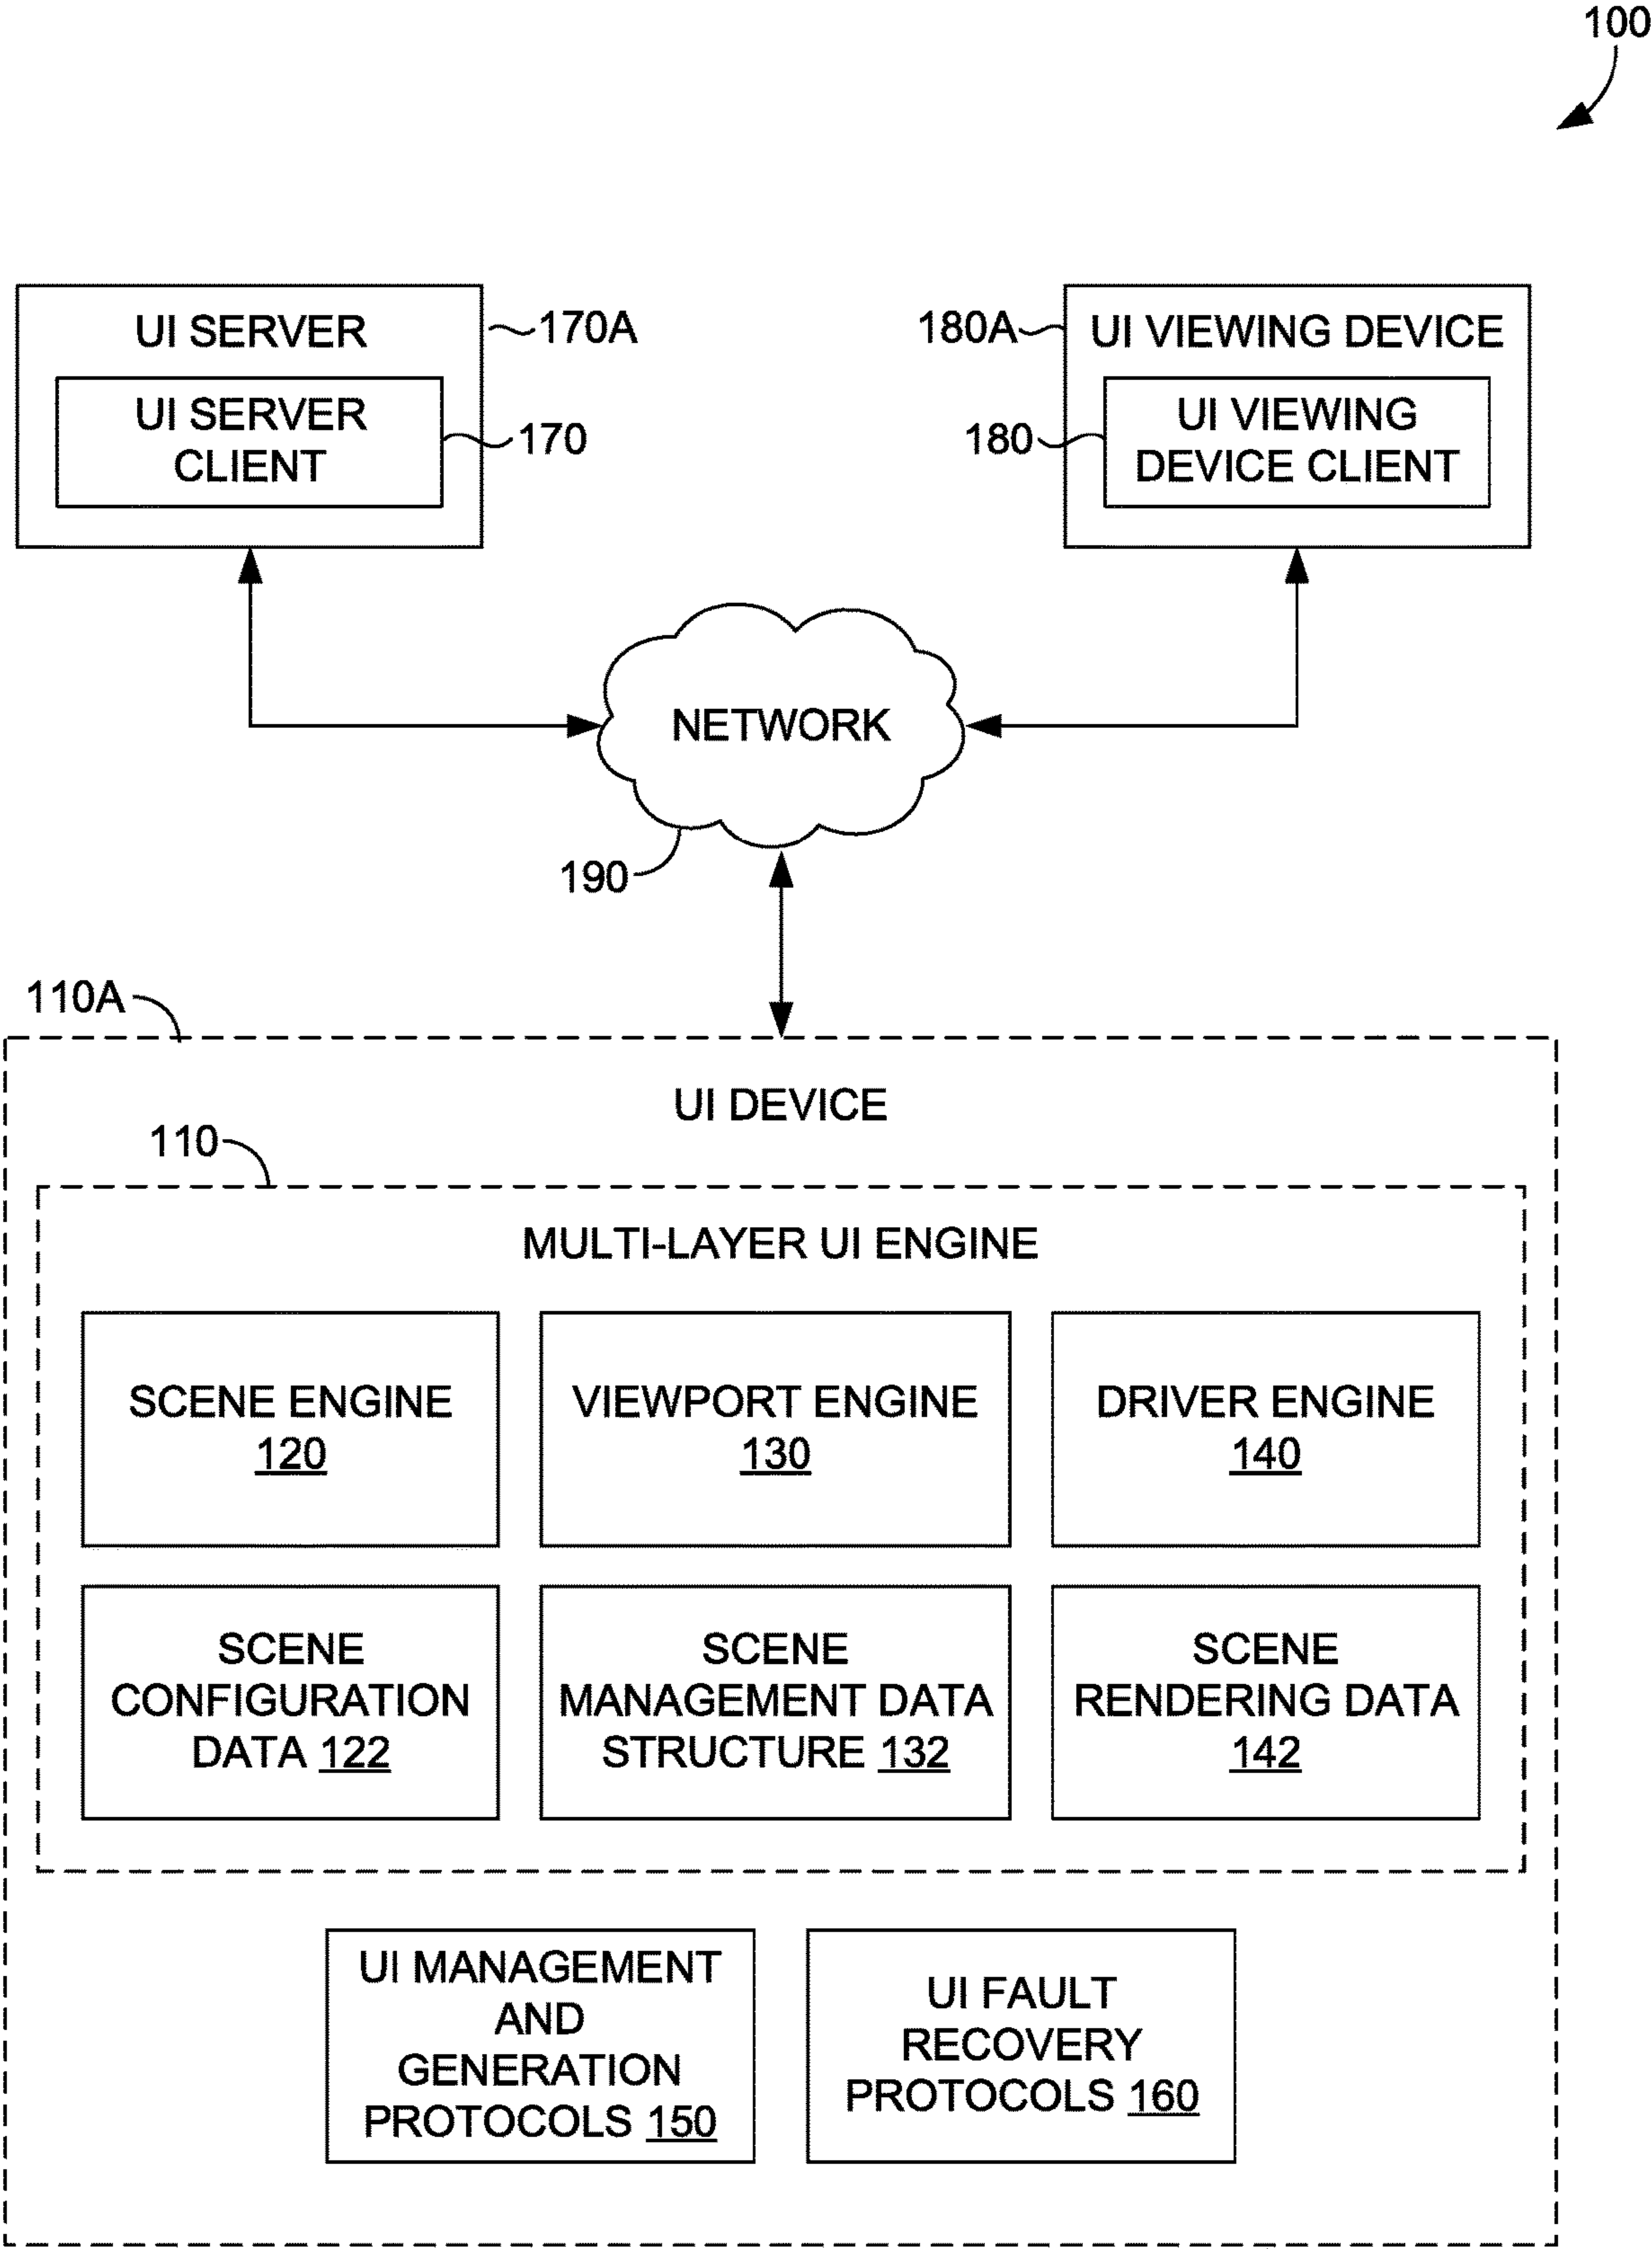 100
UI SERVER
170A
UI SERVER
CLIENT
170
180A
UI VIEWING DEVICE
180
UI VIEWING
DEVICE CLIENT
NETWORK
190
110A
UI DEVICE
110
MULTI-LAYER UI ENGINE
SCENE ENGINE
120
VIEWPORT ENGINE
130
DRIVER ENGINE
140
SCENE
CONFIGURATION
DATA 122
SCENE
MANAGEMENT DATA
STRUCTURE 132
SCENE
RENDERING DATA
142
UI MANAGEMENT
AND
GENERATION
PROTOCOLS 150
UI FAULT
RECOVERY
PROTOCOLS 160